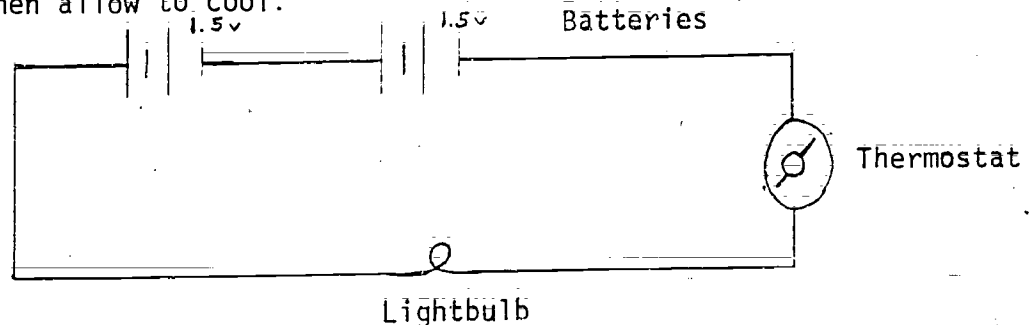 then allow to cool.
1.5v
1.5v
Batteries
Thermostat
Lightbulb